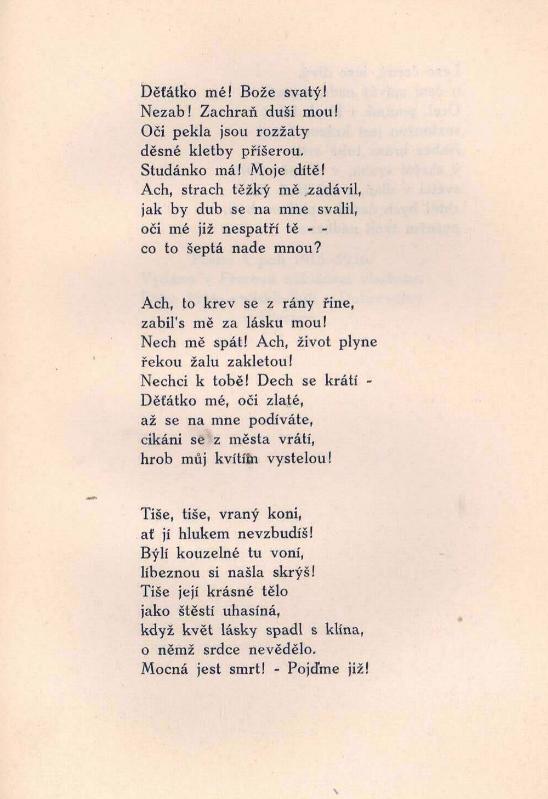 Děťátko mé! Bože svatý!
Nezab! Zachraň duši mou!
Oči pekla jsou rozžaty
děsné kletby příšerou.
Studánko má! Moje dítě!
Ach, strach těžký mě zadávil,
jak by dub se na mne svalil,
oči mé již nespatří tě - -
co to šeptá nade mnou?
Ach, to krev se z rány řine,
zabil's mě za lásku mou!
Nech mě spát! Ach, život plyne
řekou žalu zakletou!
Nechci k tobě! Dech se krátí -
Děťátko mé, oči zlaté,
až se na mne podíváte,
cikáni se z města vrátí,
hrob můj kvítím vystelou!
Tiše, tiše, vraný koni,
ať jí hlukem nevzbudíš!
Býlí kouzelné tu voní,
líbeznou si našla skrýš!
Tiše její krásné tělo
jako štěstí uhasíná,
když květ lásky spadl s klína,
o němž srdce nevědělo.
Mocná jest smrt! - Pojďme již!